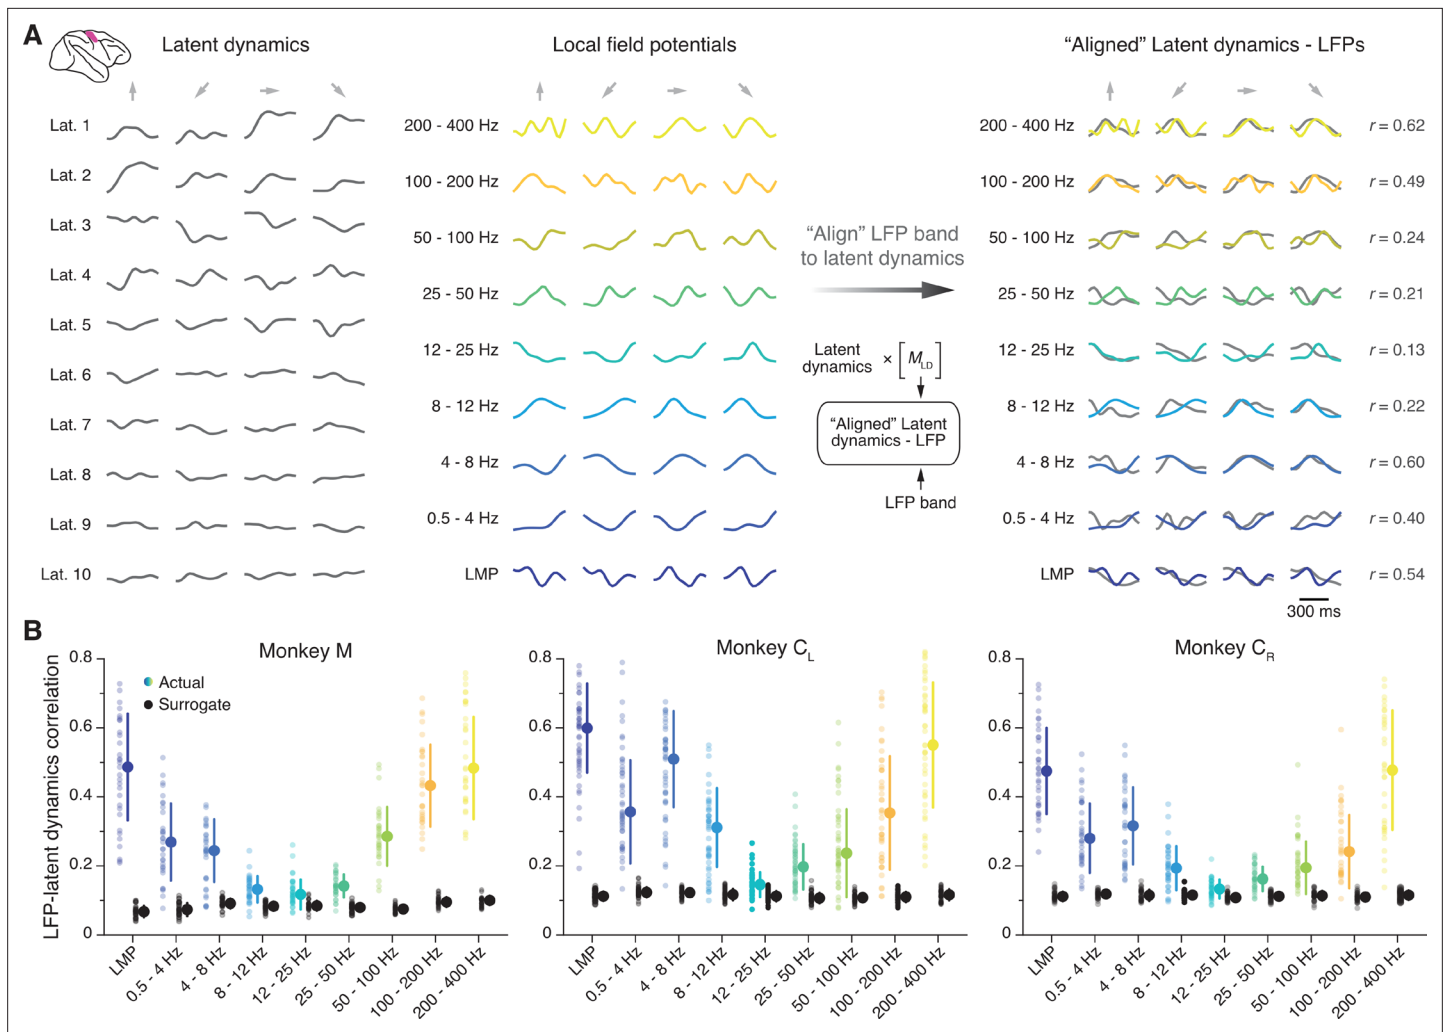 A
Latent dynamics
Local field potentials
“Aligned” Latent dynamics - LFPs
Lat. 1
Lat. 2
Lat. 3
Lat. 4
Lat. 5
Lat. 6
Lat. 7
Lat. 8
Lat. 9
Lat. 10
200 - 400 Hz
100 - 200 Hz
50 - 100 Hz
25 - 50 Hz
12 - 25 Hz
8 - 12 Hz
4 - 8 Hz
0.5 - 4 Hz
LMP
“Align” LFP band
to latent dynamics
Latent
dynamics × [M_LD]
“Aligned” Latent
dynamics - LFP
LFP band
200 - 400 Hz r = 0.62
100 - 200 Hz r = 0.49
50 - 100 Hz r = 0.24
25 - 50 Hz r = 0.21
12 - 25 Hz r = 0.13
8 - 12 Hz r = 0.22
4 - 8 Hz r = 0.60
0.5 - 4 Hz r = 0.40
LMP r = 0.54
300 ms
B
LFP-latent dynamics correlation
Monkey M
Actual
Surrogate
0.8
0.6
0.4
0.2
0
LMP
0.5 - 4 Hz
4 - 8 Hz
8 - 12 Hz
12 - 25 Hz
25 - 50 Hz
50 - 100 Hz
100 - 200 Hz
200 - 400 Hz
Monkey C_L
0.8
0.6
0.4
0.2
0
LMP
0.5 - 4 Hz
4 - 8 Hz
8 - 12 Hz
12 - 25 Hz
25 - 50 Hz
50 - 100 Hz
100 - 200 Hz
200 - 400 Hz
Monkey C_R
0.8
0.6
0.4
0.2
0
LMP
0.5 - 4 Hz
4 - 8 Hz
8 - 12 Hz
12 - 25 Hz
25 - 50 Hz
50 - 100 Hz
100 - 200 Hz
200 - 400 Hz